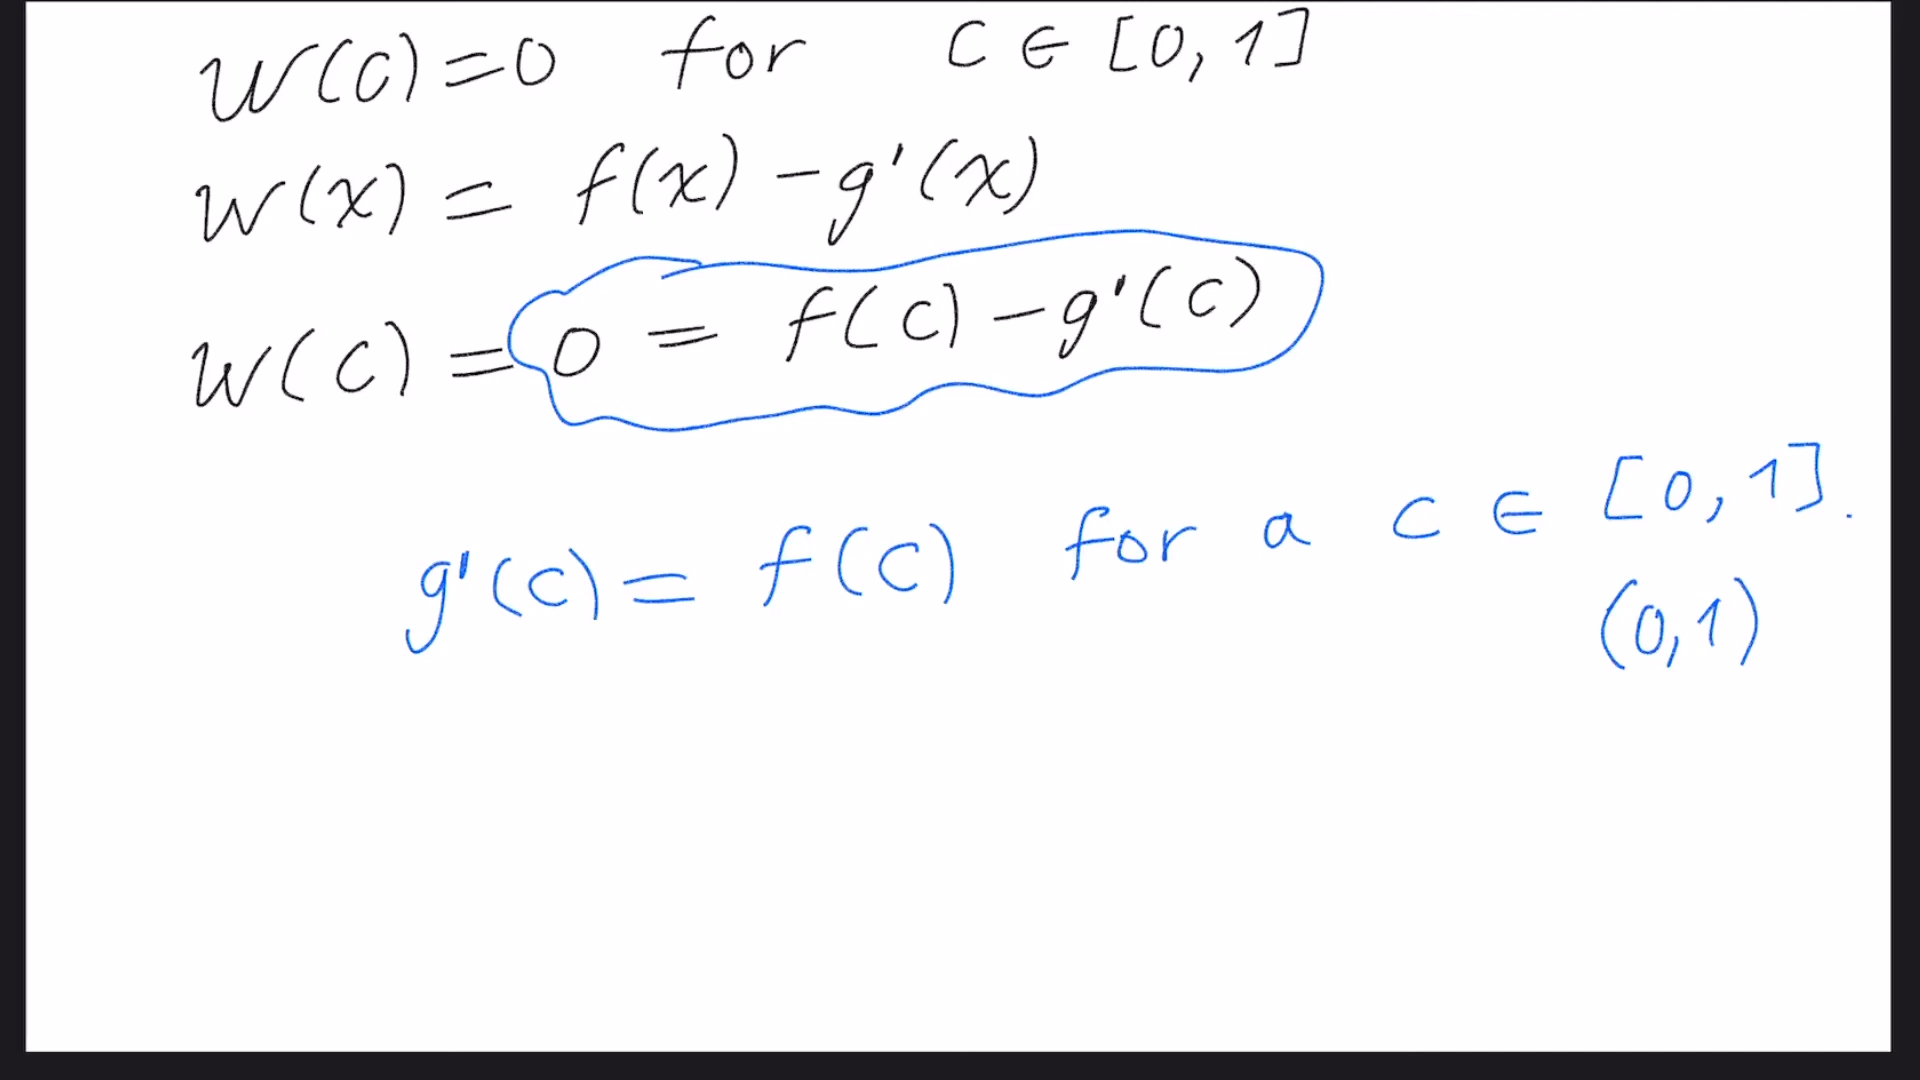 w(c)=0 for c ∈ [0,1]
w(x) = f(x) - g'(x)
w(c) = 0 = f(c) - g'(c)
g'(c) = f(c) for a c ∈ [0,1].
(0,1)